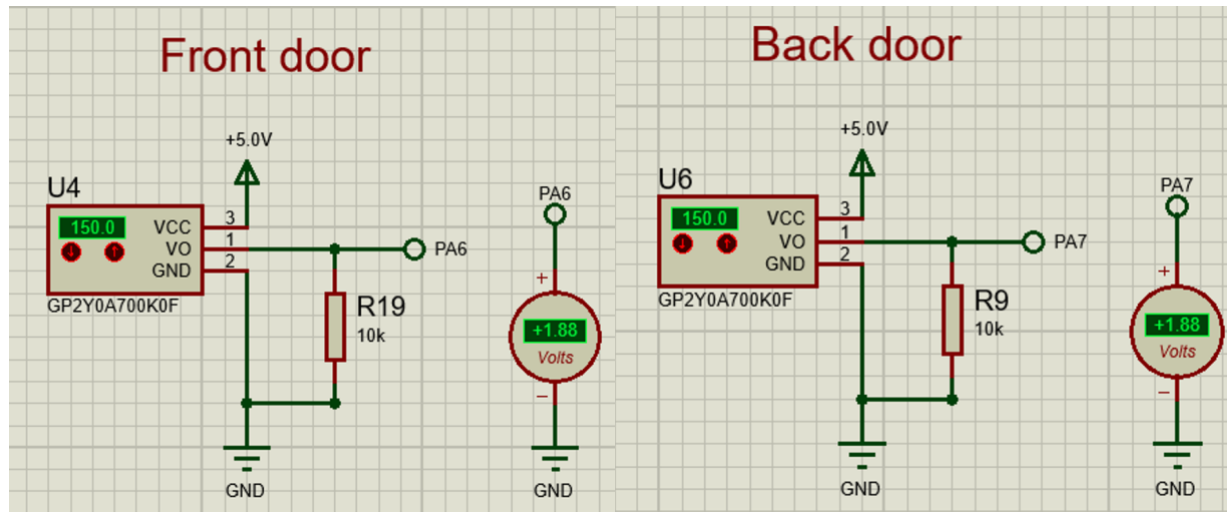 Front door
+5.0V
U4
150.0
VCC 3
VO 1
GND 2
GP2Y0A700K0F
PA6
R19
10k
GND
PA6
+
+1.88
Volts
−
GND
Back door
+5.0V
U6
150.0
VCC 3
VO 1
GND 2
GP2Y0A700K0F
PA7
R9
10k
GND
PA7
+
+1.88
Volts
−
GND